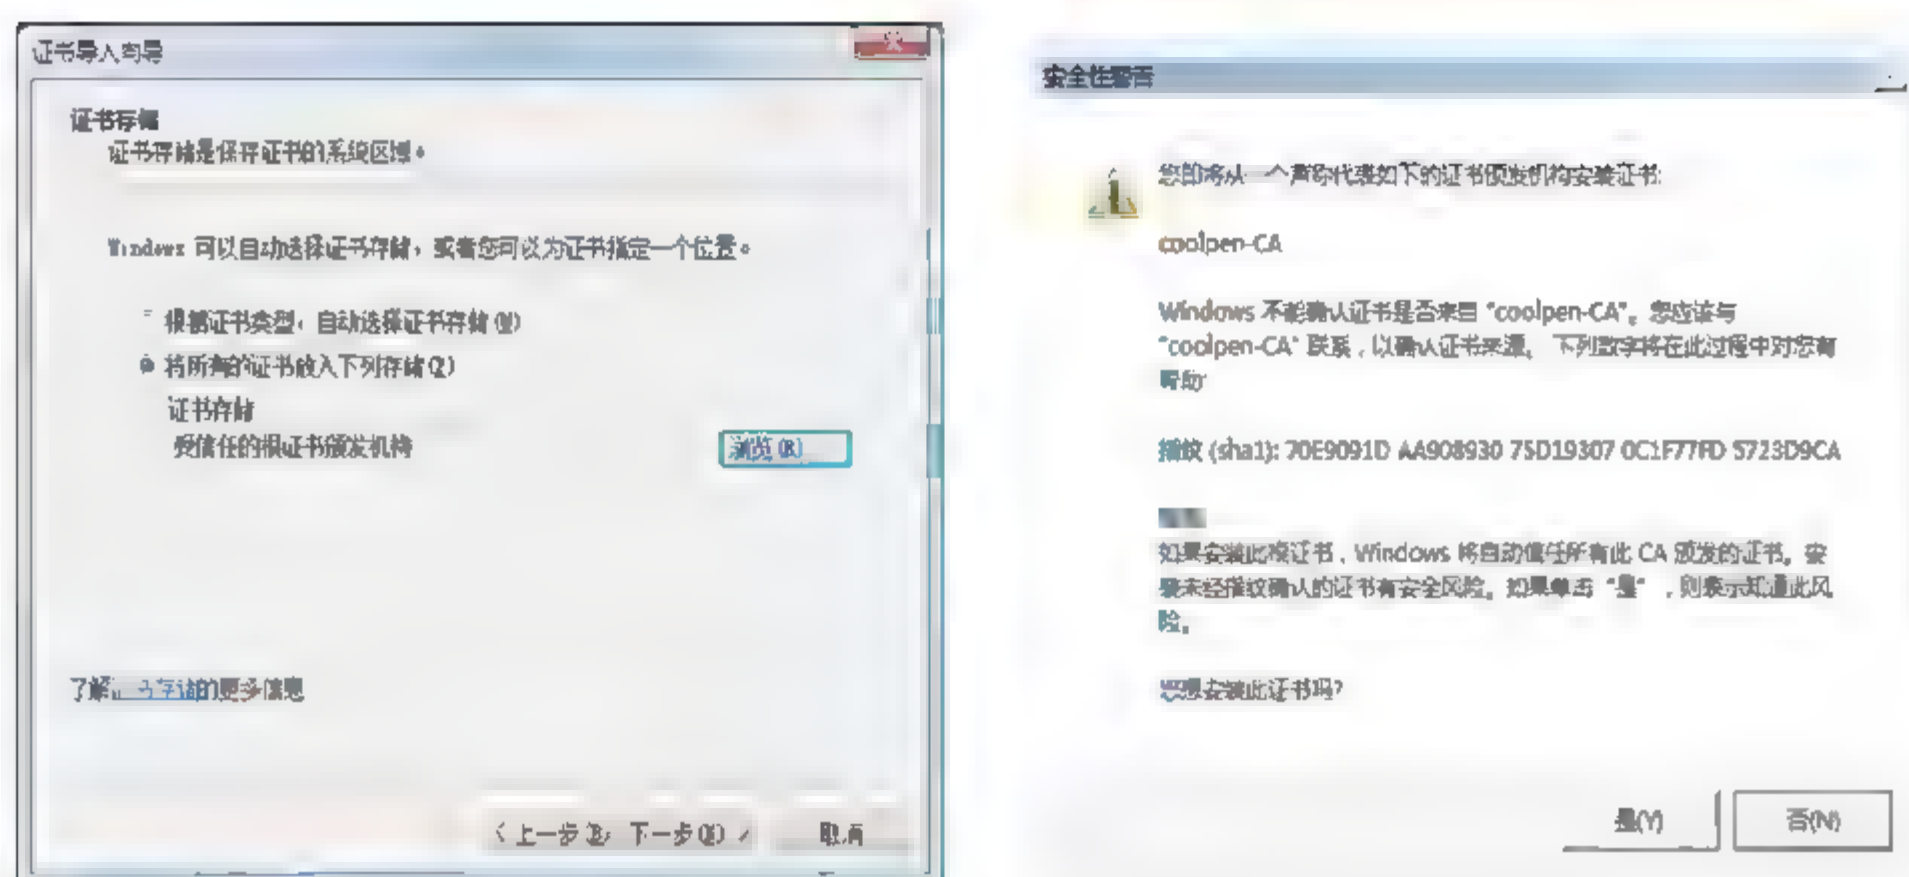 证书导入向导
证书存储
证书存储是保存证书的系统区域。
Windows 可以自动选择证书存储，或者您可以为证书指定一个位置。
根据证书类型，自动选择证书存储(U)
将所有的证书放入下列存储(P)
证书存储
受信任的根证书颁发机构
浏览(R)
了解证书存储的更多信息
< 上一步(B) 下一步(N) >
取消
安全性警告
您即将从一个声称代表如下的证书颁发机构安装证书:
coolpen-CA
Windows 不能确认证书是否来自 "coolpen-CA"。您应该与
"coolpen-CA" 联系，以确认证书来源。下列数字将在此过程中对您有
帮助:
指纹 (sha1): 70E9091D AA908930 75D19307 0C1F77FD 5723D9CA
如果安装此根证书，Windows 将自动信任所有此 CA 颁发的证书。安
装未经指纹确认的证书有安全风险。如果单击 "是"，则表示知道此风
险。
您想安装此证书吗?
是(Y)
否(N)